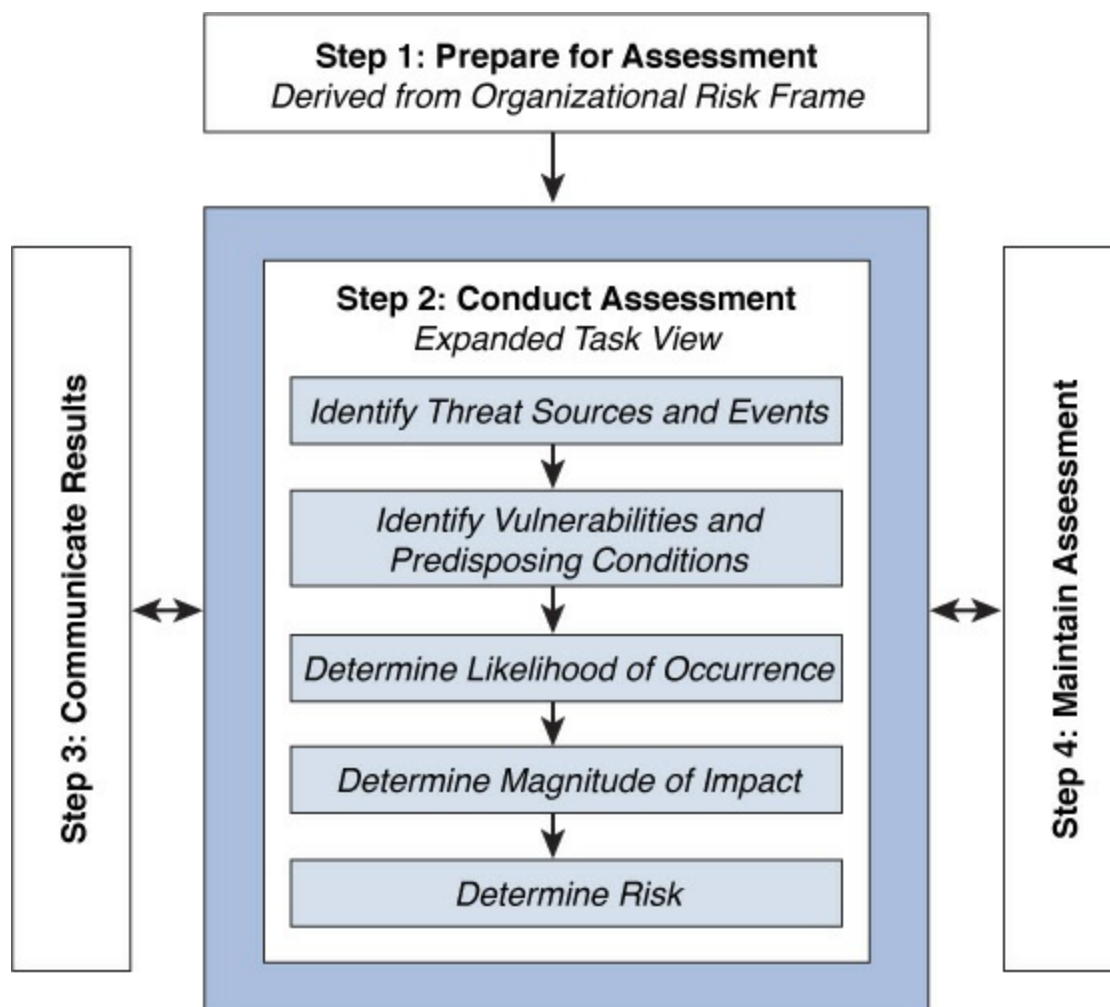 Step 1: Prepare for Assessment
Derived from Organizational Risk Frame
Step 3: Communicate Results
Step 2: Conduct Assessment
Expanded Task View
Identify Threat Sources and Events
Identify Vulnerabilities and
Predisposing Conditions
Determine Likelihood of Occurrence
Determine Magnitude of Impact
Determine Risk
Step 4: Maintain Assessment